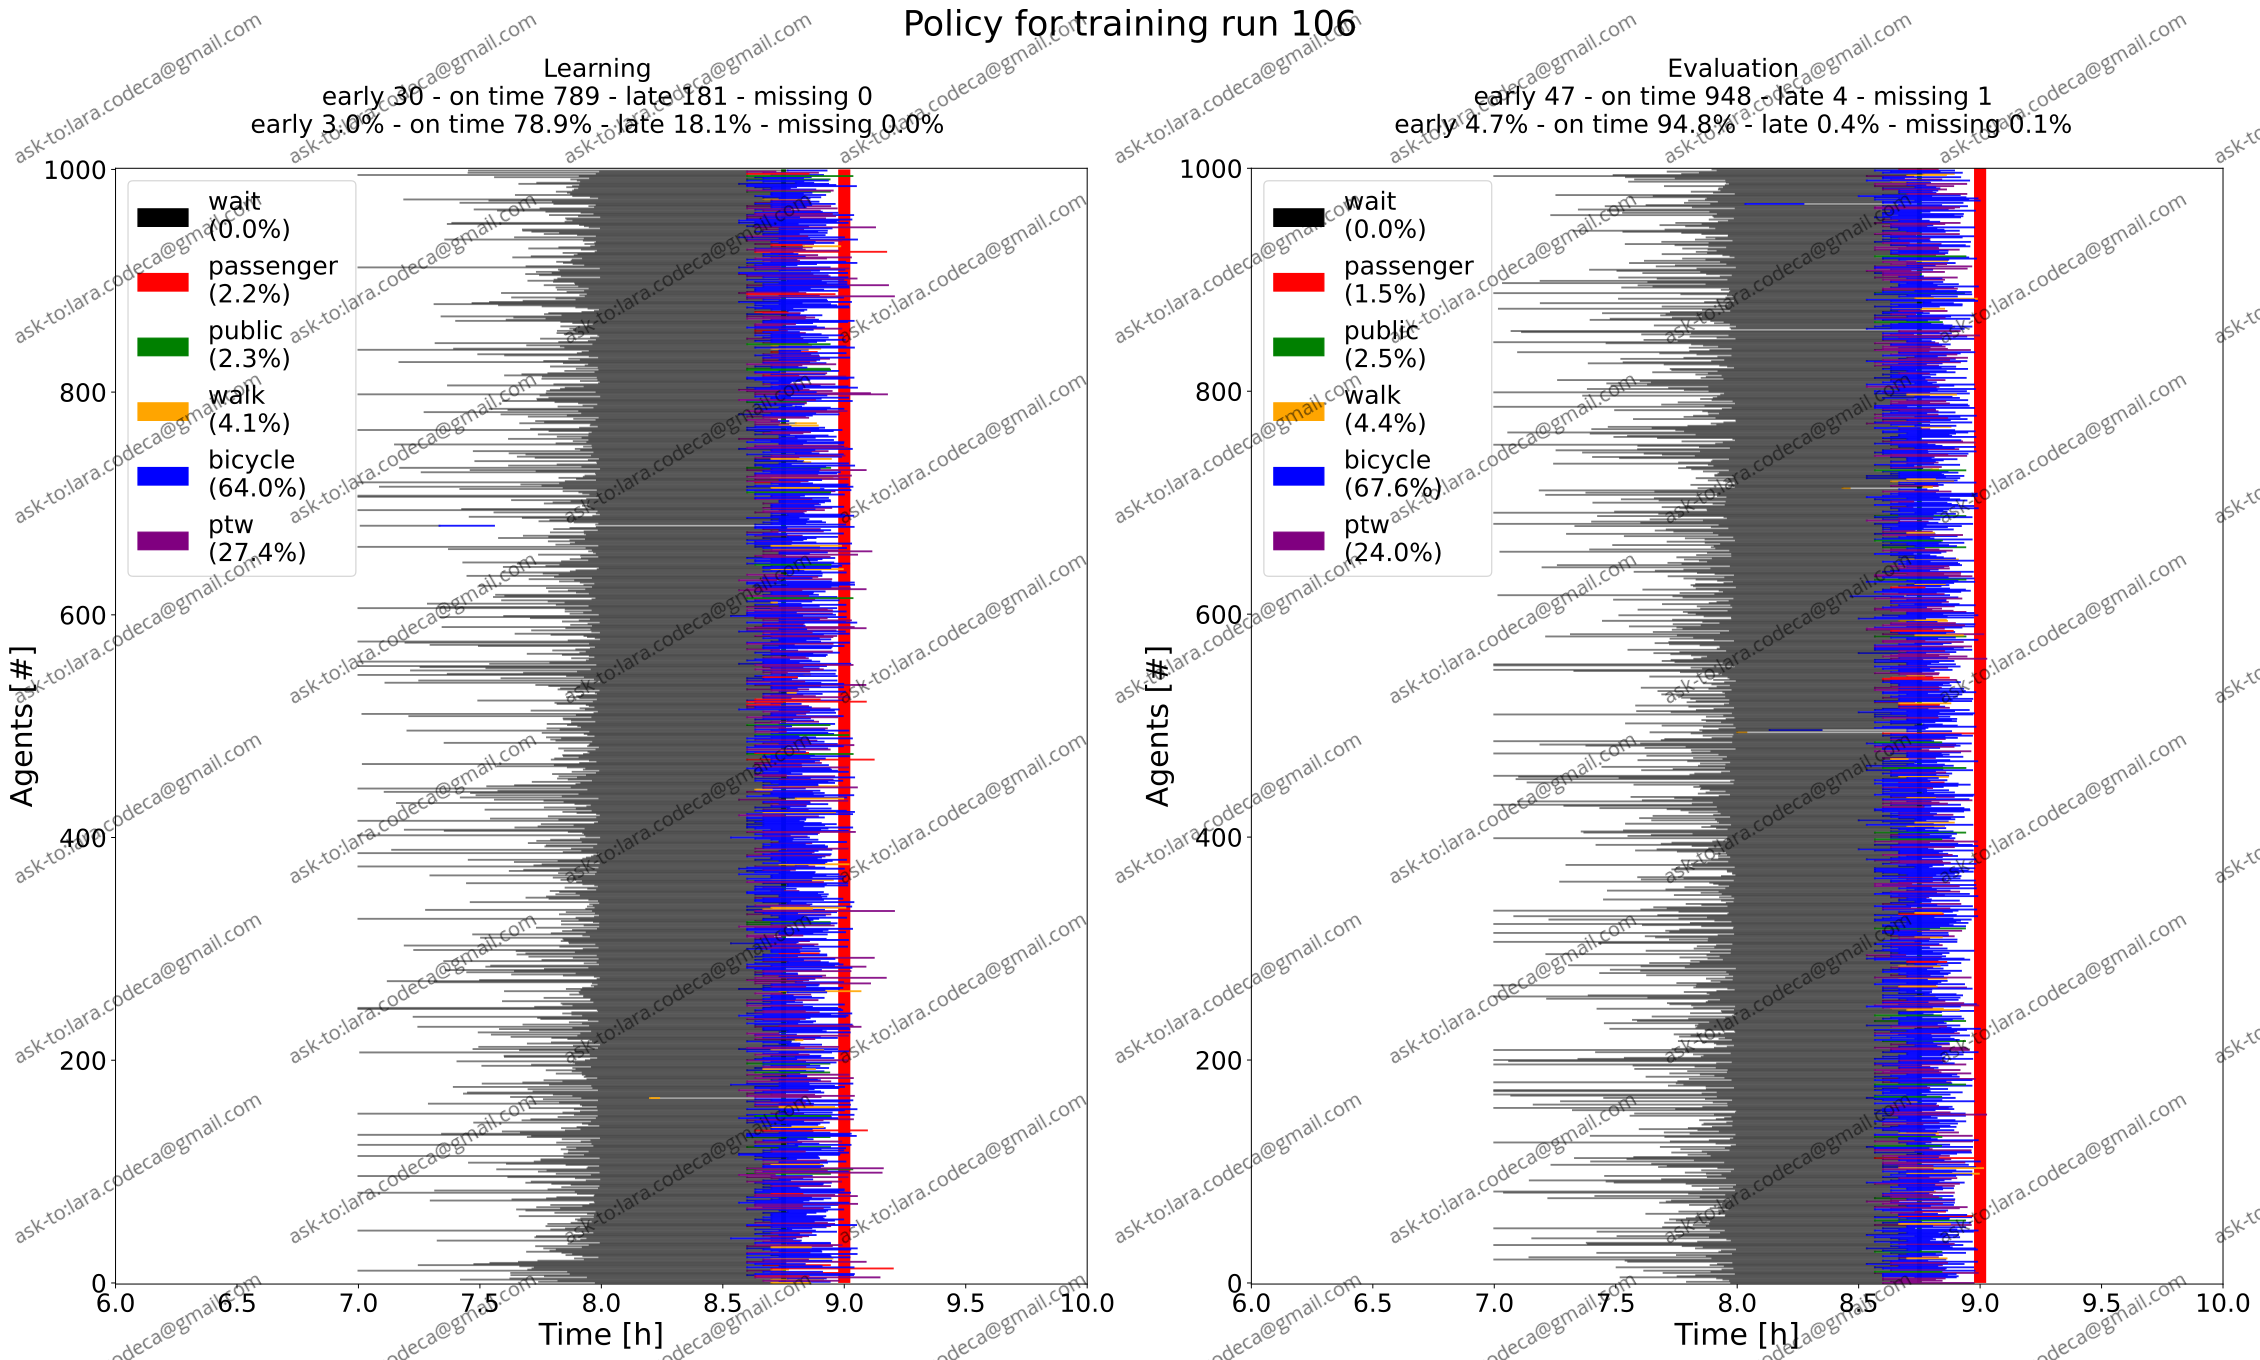 Policy for training run 106
Learning
early 30 - on time 789 - late 181 - missing 0
early 3.0% - on time 78.9% - late 18.1% - missing 0.0%
Agents [#]
1000
800
600
400
200
0
wait
(0.0%)
passenger
(2.2%)
public
(2.3%)
walk
(4.1%)
bicycle
(64.0%)
ptw
(27.4%)
6.0 6.5 7.0 7.5 8.0 8.5 9.0 9.5 10.0
Time [h]
Evaluation
early 47 - on time 948 - late 4 - missing 1
early 4.7% - on time 94.8% - late 0.4% - missing 0.1%
Agents [#]
1000
800
600
400
200
0
wait
(0.0%)
passenger
(1.5%)
public
(2.5%)
walk
(4.4%)
bicycle
(67.6%)
ptw
(24.0%)
6.0 6.5 7.0 7.5 8.0 8.5 9.0 9.5 10.0
Time [h]
ask-to:lara.codeca@gmail.com